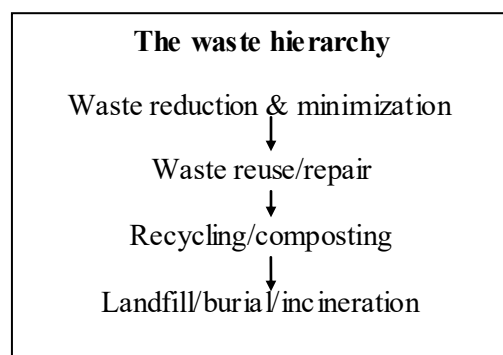 The waste hierarchy
Waste reduction & minimization
Waste reuse/repair
Recycling/composting
Landfill/burial/incineration